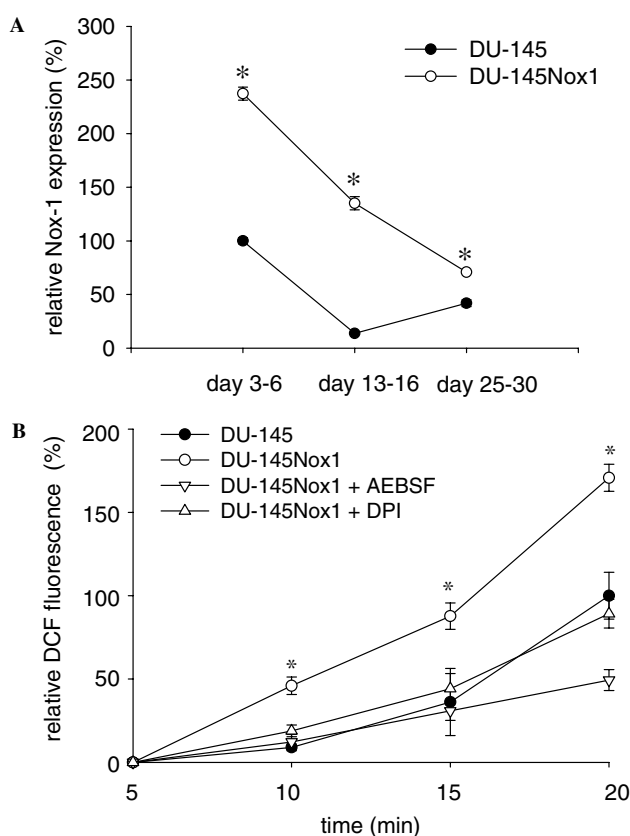 A
relative Nox-1 expression (%)
300
250
200
150
100
50
0
DU-145
DU-145Nox1
*
*
*
day 3-6
day 13-16
day 25-30
B
relative DCF fluorescence (%)
200
150
100
50
0
DU-145
DU-145Nox1
DU-145Nox1 + AEBSF
DU-145Nox1 + DPI
*
*
*
5
10
15
20
time (min)